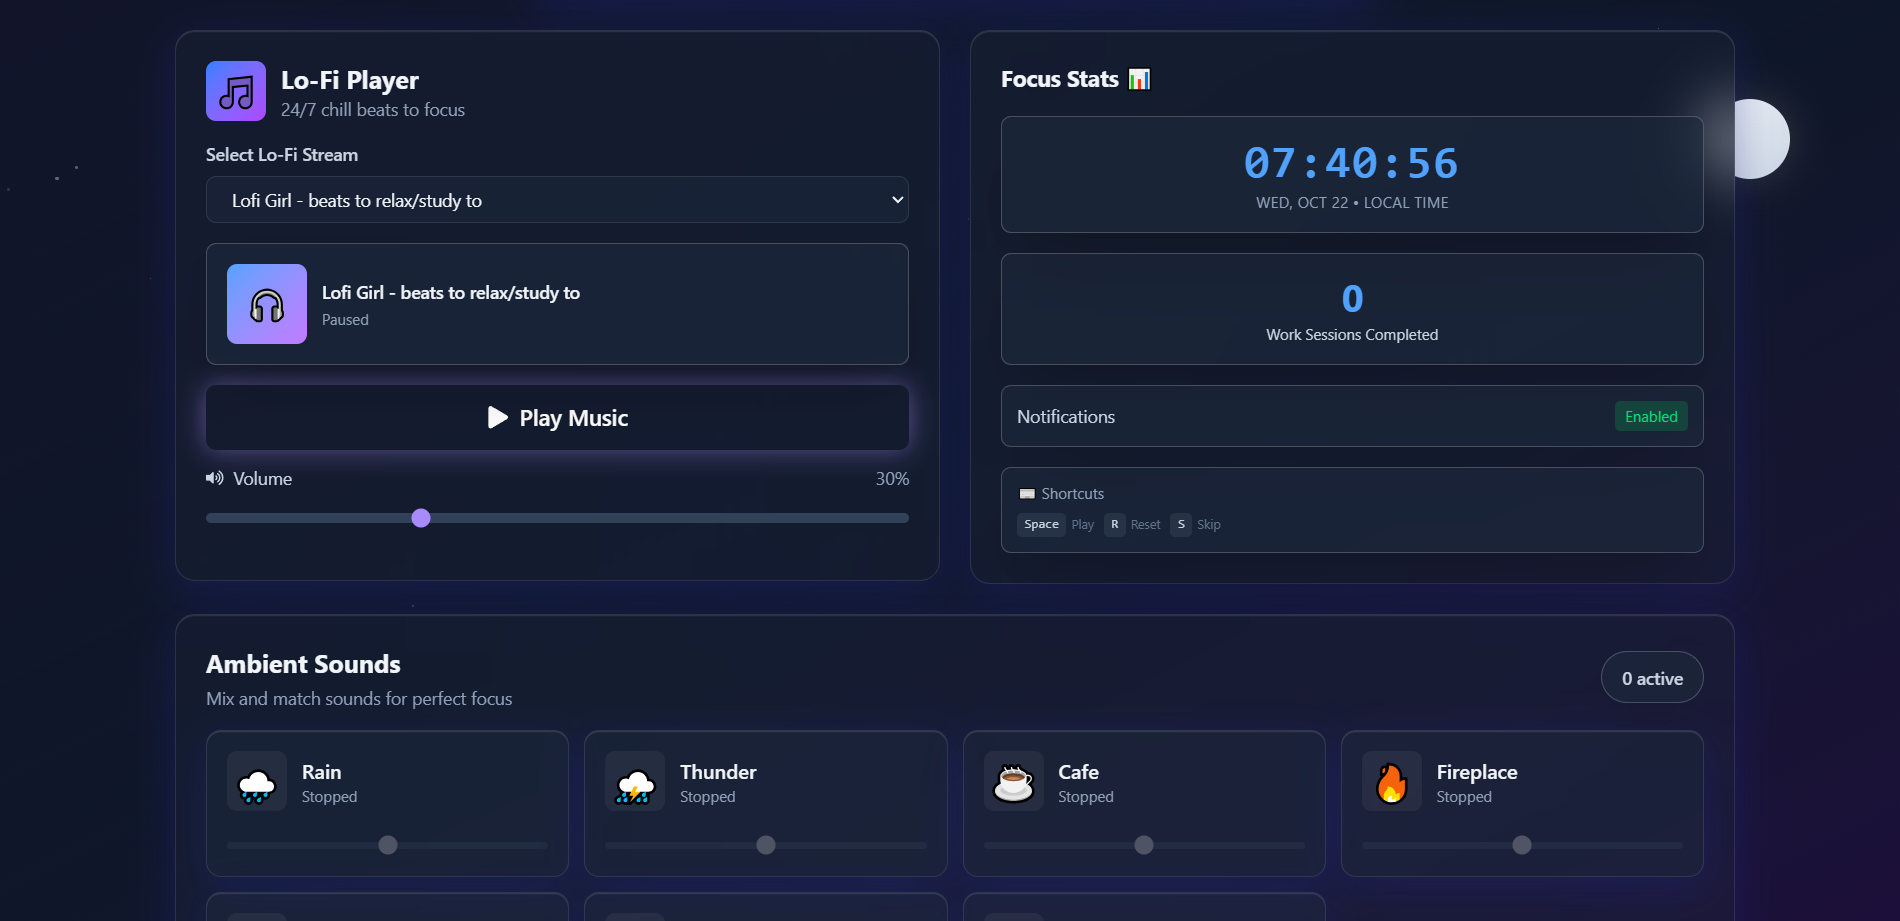 Lo-Fi Player
24/7 chill beats to focus
Select Lo-Fi Stream
Lofi Girl - beats to relax/study to
Lofi Girl - beats to relax/study to
Paused
Play Music
Volume
30%
Focus Stats
07:40:56
WED, OCT 22 • LOCAL TIME
0
Work Sessions Completed
Notifications
Enabled
Shortcuts
Space Play R Reset S Skip
Ambient Sounds
Mix and match sounds for perfect focus
0 active
Rain
Stopped
Thunder
Stopped
Cafe
Stopped
Fireplace
Stopped